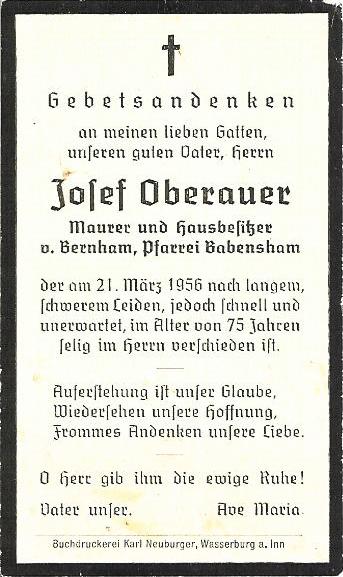 Gebetsandenken
an meinen lieben Gatten,
unseren guten Vater, Herrn
Josef Oberauer
Maurer und Hausbesitzer
v. Bernham, Pfarrei Babensham
der am 21. März 1956 nach langem,
schwerem Leiden, jedoch schnell und
unerwartet, im Alter von 75 Jahren
selig im Herrn verschieden ist.
Auferstehung ist unser Glaube,
Wiedersehen unsere Hoffnung,
Frommes Andenken unsere Liebe.
O Herr gib ihm die ewige Ruhe!
Vater unser. Ave Maria.
Buchdruckerei Karl Neuburger, Wasserburg a. Inn